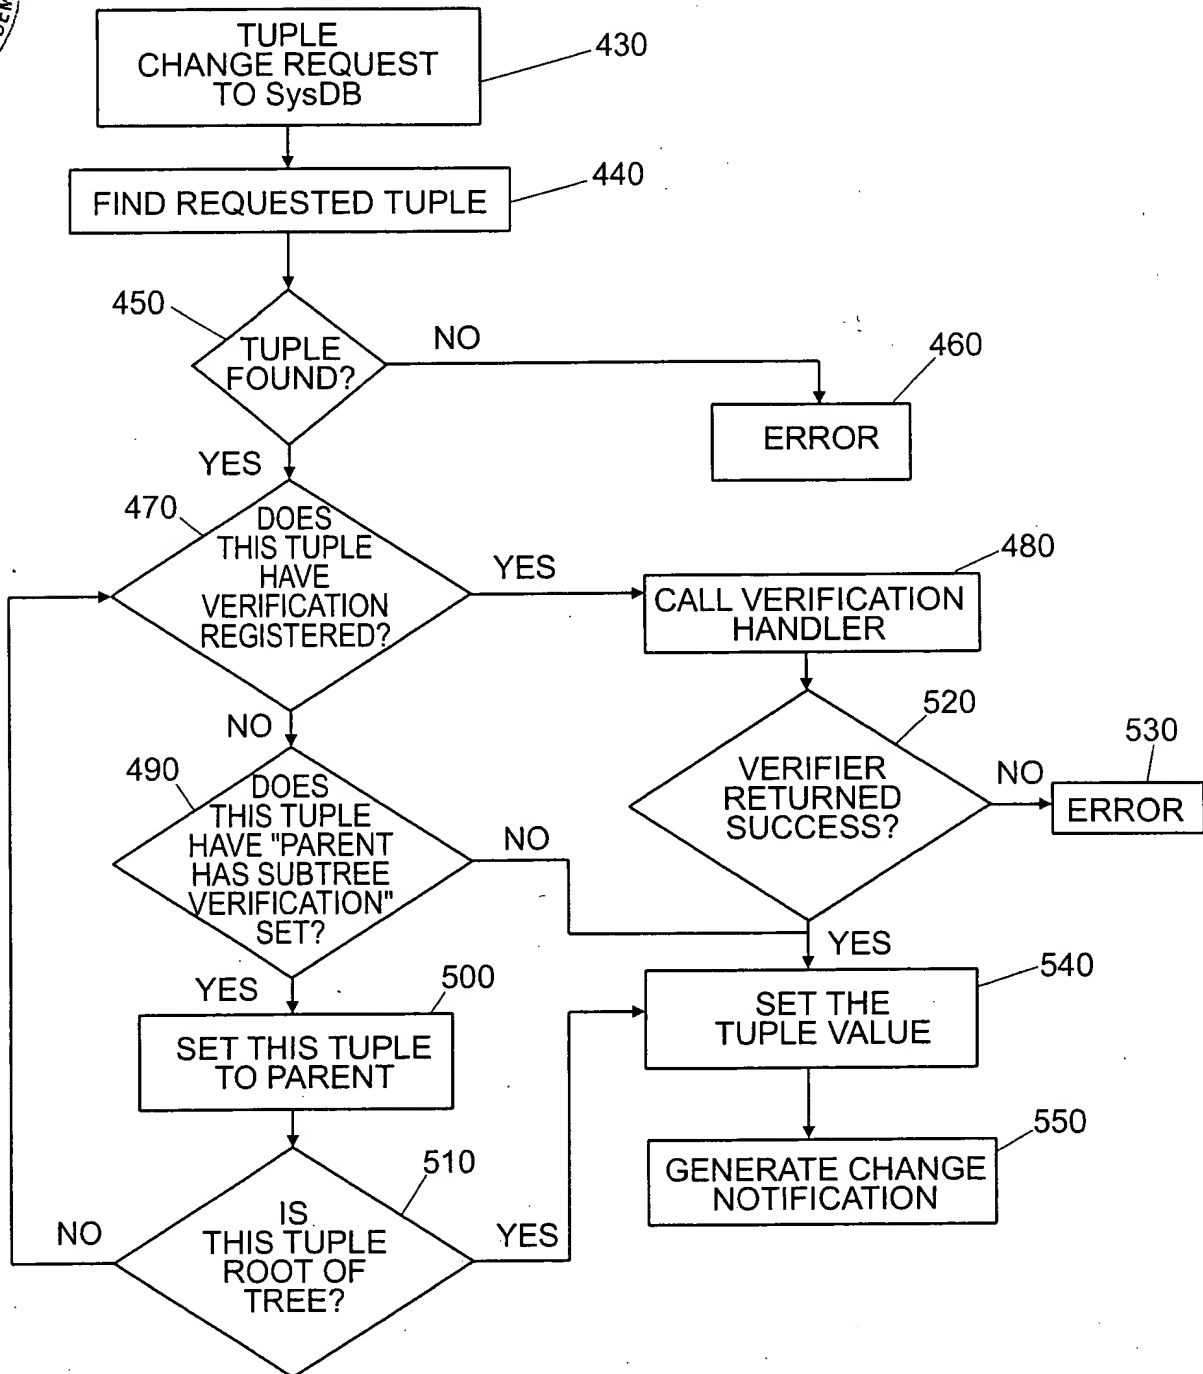 TUPLE
CHANGE REQUEST
TO SysDB
430
FIND REQUESTED TUPLE
440
450
TUPLE
FOUND?
NO
460
ERROR
YES
470
DOES
THIS TUPLE
HAVE
VERIFICATION
REGISTERED?
YES
480
CALL VERIFICATION
HANDLER
NO
520
VERIFIER
RETURNED
SUCCESS?
NO
530
ERROR
490
DOES
THIS TUPLE
HAVE "PARENT
HAS SUBTREE
VERIFICATION"
SET?
NO
YES
YES
500
SET THIS TUPLE
TO PARENT
540
SET THE
TUPLE VALUE
510
IS
THIS TUPLE
ROOT OF
TREE?
NO
YES
550
GENERATE CHANGE
NOTIFICATION